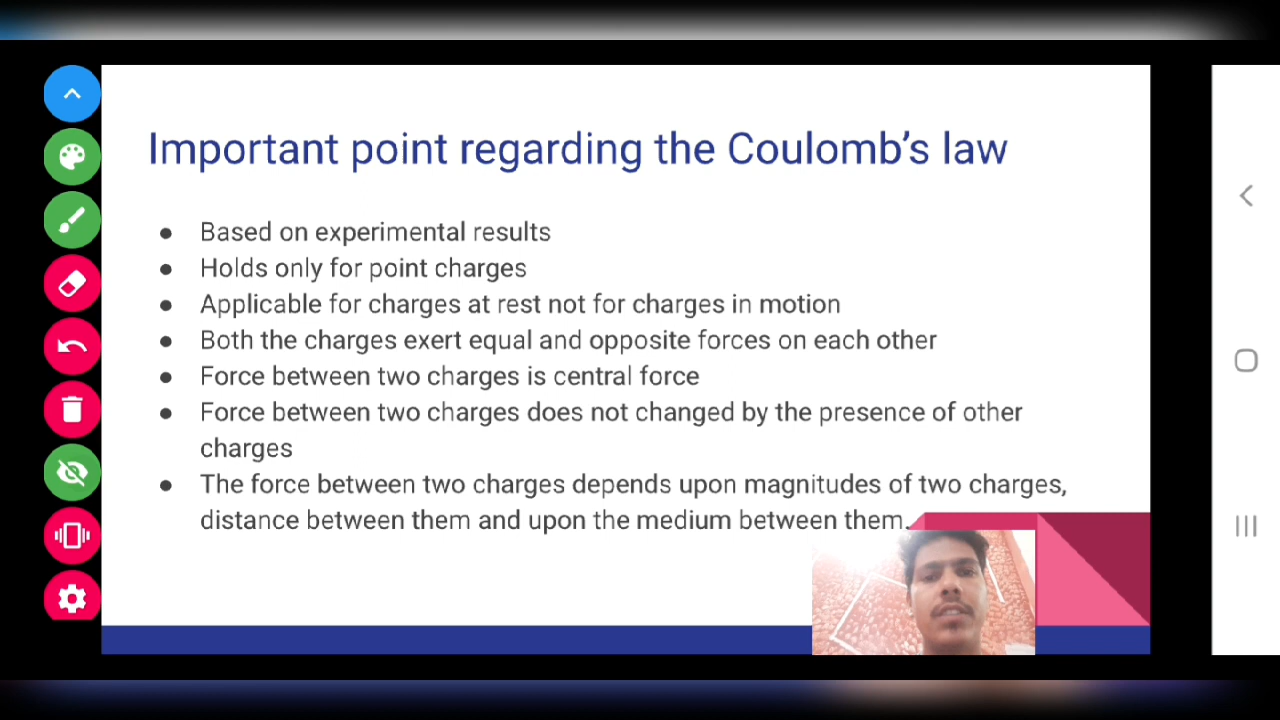 Important point regarding the Coulomb's law
● Based on experimental results
● Holds only for point charges
● Applicable for charges at rest not for charges in motion
● Both the charges exert equal and opposite forces on each other
● Force between two charges is central force
● Force between two charges does not changed by the presence of other
charges
● The force between two charges depends upon magnitudes of two charges,
distance between them and upon the medium between them.